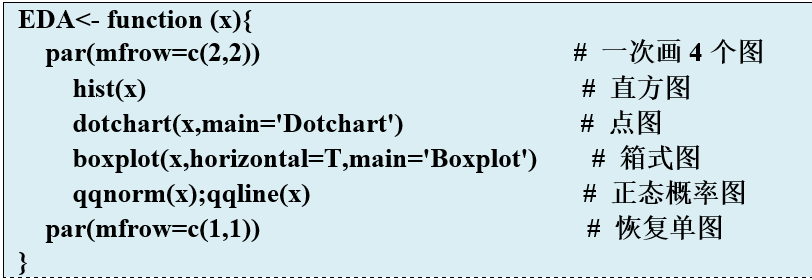 EDA<- function (x){
par(mfrow=c(2,2)) # 一次画 4 个图
hist(x) # 直方图
dotchart(x,main='Dotchart') # 点图
boxplot(x,horizontal=T,main='Boxplot') # 箱式图
qqnorm(x);qqline(x) # 正态概率图
par(mfrow=c(1,1)) # 恢复单图
}